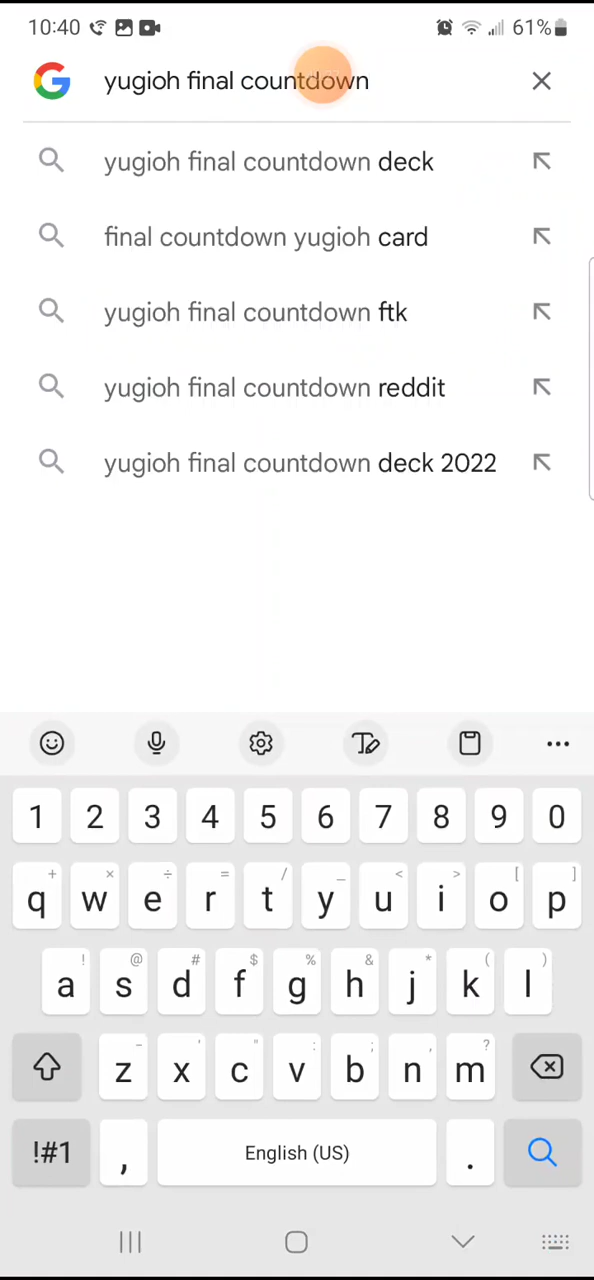 10:40 61%
yugioh final countdown
yugioh final countdown deck
final countdown yugioh card
yugioh final countdown ftk
yugioh final countdown reddit
yugioh final countdown deck 2022
1 2 3 4 5 6 7 8 9 0
+ × ÷ = / _ < > [ ]
q w e r t y u i o p
! @ # $ % & * ( )
a s d f g h j k l
- ' " : ; , ?
z x c v b n m
!#1 , English (US) .